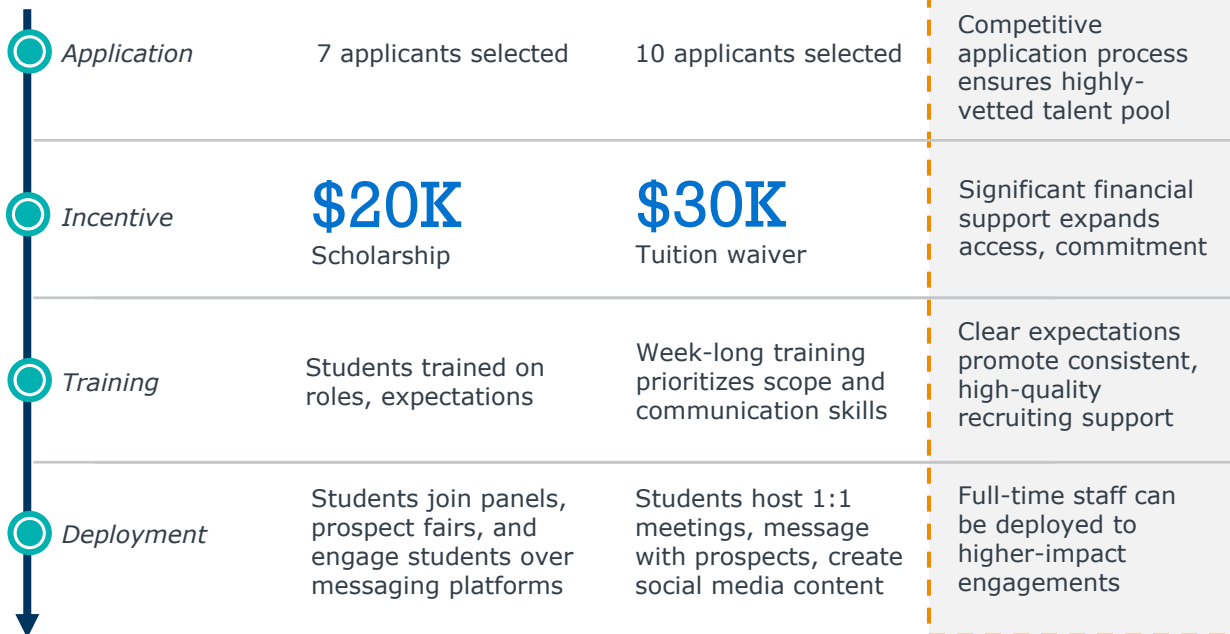 Application
7 applicants selected
10 applicants selected
Competitive
application process
ensures highly-
vetted talent pool
Incentive
$20K
Scholarship
$30K
Tuition waiver
Significant financial
support expands
access, commitment
Training
Students trained on
roles, expectations
Week-long training
prioritizes scope and
communication skills
Clear expectations
promote consistent,
high-quality
recruiting support
Deployment
Students join panels,
prospect fairs, and
engage students over
messaging platforms
Students host 1:1
meetings, message
with prospects, create
social media content
Full-time staff can
be deployed to
higher-impact
engagements